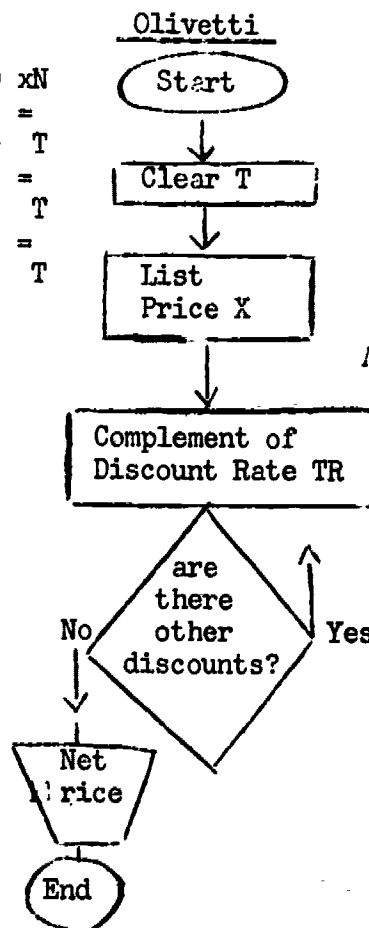 Olivetti
xN
=
T
=
T
=
T
Start
Clear T
List
Price X
Complement of
Discount Rate TR
are
there
other
discounts?
No
Yes
Net
Price
End